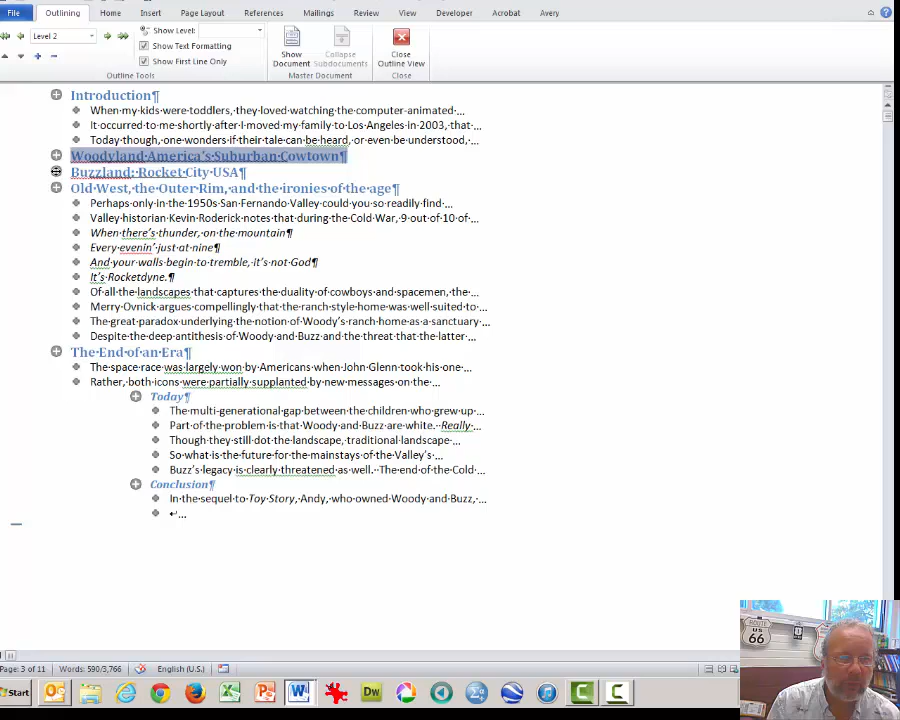 File Outlining Home Insert Page Layout References Mailings Review View Developer Acrobat Avery
Level 2
Show Level:
Show Text Formatting
Show First Line Only
Outline Tools
Show Document
Collapse Subdocuments
Master Document
Close Outline View
Close
Introduction¶
When·my·kids·were·toddlers,·they·loved·watching·the·computer·animated·...
It·occurred·to·me·shortly·after·I·moved·my·family·to·Los·Angeles·in·2003,·that·...
Today·though,·one·wonders·if·their·tale·can·be·heard,·or·even·be·understood,·...
Woodyland·America's·Suburban·Cowtown¶
Buzzland:·Rocket·City·USA¶
Old·West,·the·Outer·Rim,·and·the·ironies·of·the·age¶
Perhaps·only·in·the·1950s·San·Fernando·Valley·could·you·so·readily·find·...
Valley·historian·Kevin·Roderick·notes·that·during·the·Cold·War,·9·out·of·10·of·...
When·there's·thunder,·on·the·mountain¶
Every·evenin'·just·at·nine¶
And·your·walls·begin·to·tremble,·it's·not·God¶
It's·Rocketdyne.¶
Of·all·the·landscapes·that·captures·the·duality·of·cowboys·and·spacemen,·the·...
Merry·Ovnick·argues·compellingly·that·the·ranch-style·home·was·well·suited·to·...
The·great·paradox·underlying·the·notion·of·Woody's·ranch·home·as·a·sanctuary·...
Despite·the·deep·antithesis·of·Woody·and·Buzz·and·the·threat·that·the·latter·...
The·End·of·an·Era¶
The·space·race·was·largely·won·by·Americans·when·John·Glenn·took·his·one·...
Rather,·both·icons·were·partially·supplanted·by·new·messages·on·the·...
Today¶
The·multi-generational·gap·between·the·children·who·grew·up·...
Part·of·the·problem·is·that·Woody·and·Buzz·are·white.··Really·...
Though·they·still·dot·the·landscape,·traditional·landscape·...
So·what·is·the·future·for·the·mainstays·of·the·Valley's·...
Buzz's·legacy·is·clearly·threatened·as·well.··The·end·of·the·Cold·...
Conclusion¶
In·the·sequel·to·Toy·Story,·Andy,·who·owned·Woody·and·Buzz,·...
↵...
Page: 3 of 11 Words: 590/3,766 English (U.S.)
Start Dw
ROUTE
US
66